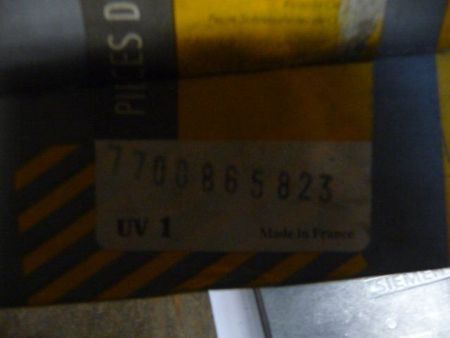 PIECES D
7700865823
UV 1
Made in France
SIEMEN